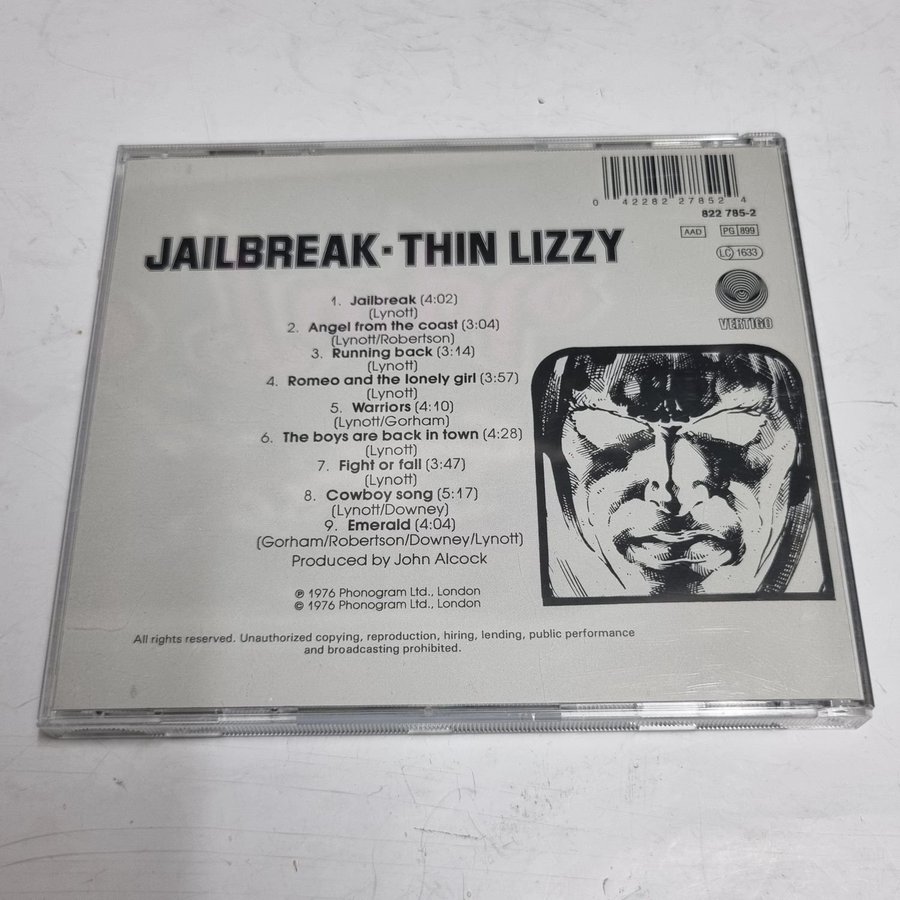 0 42282 27852 4
822 785-2
AAD PG 899
LC 1633
VERTIGO
JAILBREAK · THIN LIZZY
1. Jailbreak (4:02)
(Lynott)
2. Angel from the coast (3:04)
(Lynott/Robertson)
3. Running back (3:14)
(Lynott)
4. Romeo and the lonely girl (3:57)
(Lynott)
5. Warriors (4:10)
(Lynott/Gorham)
6. The boys are back in town (4:28)
(Lynott)
7. Fight or fall (3:47)
(Lynott)
8. Cowboy song (5:17)
(Lynott/Downey)
9. Emerald (4:04)
(Gorham/Robertson/Downey/Lynott)
Produced by John Alcock
℗ 1976 Phonogram Ltd., London
© 1976 Phonogram Ltd., London
All rights reserved. Unauthorized copying, reproduction, hiring, lending, public performance
and broadcasting prohibited.